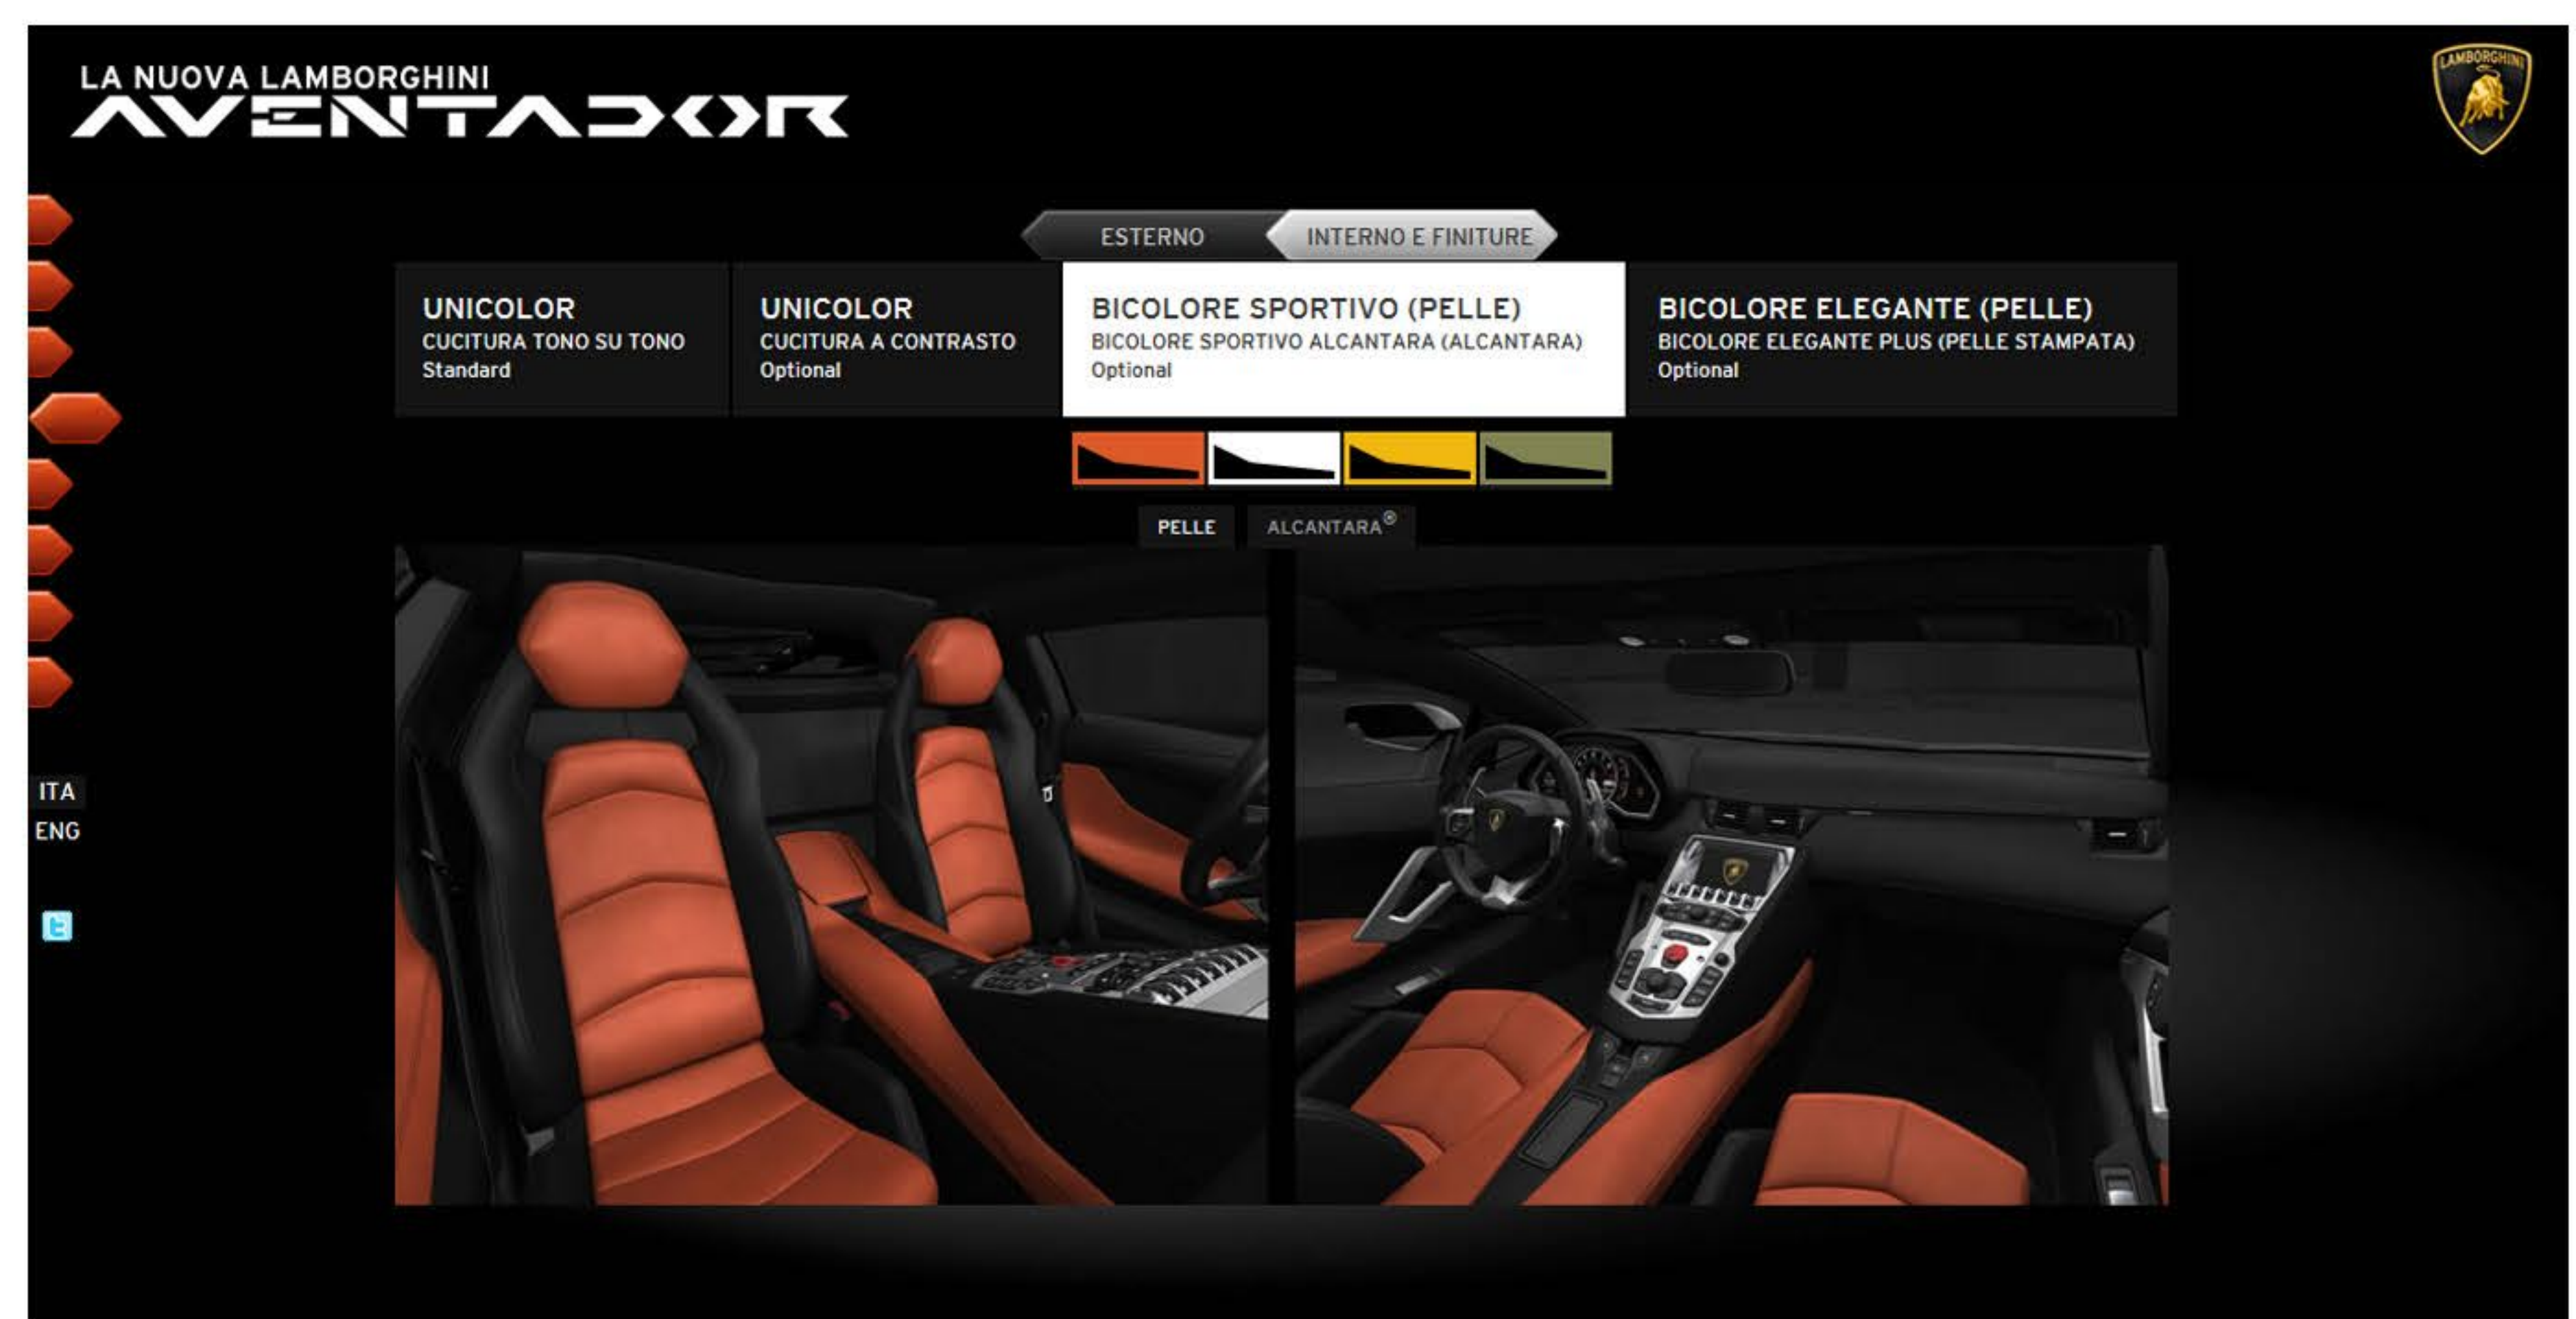 LA NUOVA LAMBORGHINI
AVENTADOR
LAMBORGHINI
ESTERNO
INTERNO E FINITURE
UNICOLOR
CUCITURA TONO SU TONO
Standard
UNICOLOR
CUCITURA A CONTRASTO
Optional
BICOLORE SPORTIVO (PELLE)
BICOLORE SPORTIVO ALCANTARA (ALCANTARA)
Optional
BICOLORE ELEGANTE (PELLE)
BICOLORE ELEGANTE PLUS (PELLE STAMPATA)
Optional
PELLE
ALCANTARA®
ITA
ENG
t